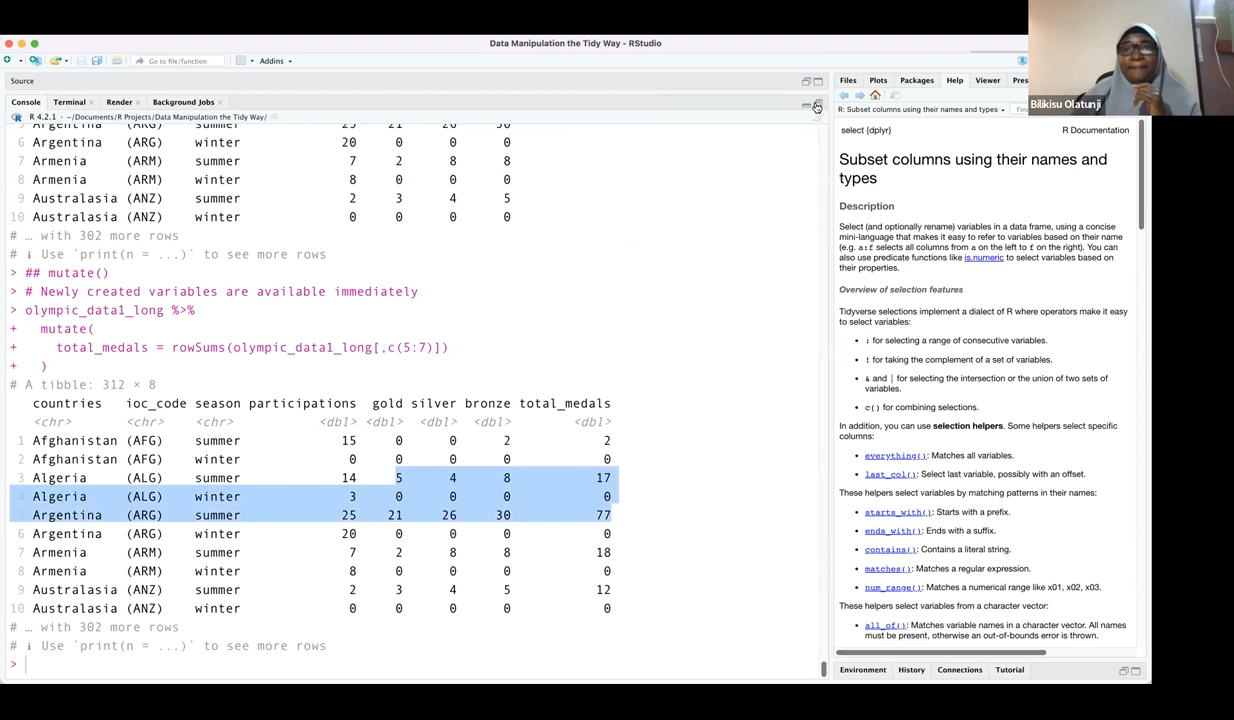 Data Manipulation the Tidy Way - RStudio
Go to file/function
Addins
Source
Console Terminal Render Background Jobs
R 4.2.1 · ~/Documents/R Projects/Data Manipulation the Tidy Way/
5 Argentina (ARG) summer 25 21 26 30
6 Argentina (ARG) winter 20 0 0 0
7 Armenia (ARM) summer 7 2 8 8
8 Armenia (ARM) winter 8 0 0 0
9 Australasia (ANZ) summer 2 3 4 5
10 Australasia (ANZ) winter 0 0 0 0
# … with 302 more rows
# ℹ Use `print(n = ...)` to see more rows
> ## mutate()
> # Newly created variables are available immediately
> olympic_data1_long %>%
+ mutate(
+ total_medals = rowSums(olympic_data1_long[,c(5:7)])
+ )
# A tibble: 312 × 8
countries ioc_code season participations gold silver bronze total_medals
<chr> <chr> <chr> <dbl> <dbl> <dbl> <dbl> <dbl>
1 Afghanistan (AFG) summer 15 0 0 2 2
2 Afghanistan (AFG) winter 0 0 0 0 0
3 Algeria (ALG) summer 14 5 4 8 17
4 Algeria (ALG) winter 3 0 0 0 0
5 Argentina (ARG) summer 25 21 26 30 77
6 Argentina (ARG) winter 20 0 0 0 0
7 Armenia (ARM) summer 7 2 8 8 18
8 Armenia (ARM) winter 8 0 0 0 0
9 Australasia (ANZ) summer 2 3 4 5 12
10 Australasia (ANZ) winter 0 0 0 0 0
# … with 302 more rows
# ℹ Use `print(n = ...)` to see more rows
>
Bilikisu Olatunji
Files Plots Packages Help Viewer Pres
R: Subset columns using their names and types
select {dplyr} R Documentation
Subset columns using their names and
types
Description
Select (and optionally rename) variables in a data frame, using a concise
mini-language that makes it easy to refer to variables based on their name
(e.g. a:f selects all columns from a on the left to f on the right). You can
also use predicate functions like is.numeric to select variables based on
their properties.
Overview of selection features
Tidyverse selections implement a dialect of R where operators make it easy
to select variables:
• : for selecting a range of consecutive variables.
• ! for taking the complement of a set of variables.
• & and | for selecting the intersection or the union of two sets of
variables.
• c() for combining selections.
In addition, you can use selection helpers. Some helpers select specific
columns:
• everything(): Matches all variables.
• last_col(): Select last variable, possibly with an offset.
These helpers select variables by matching patterns in their names:
• starts_with(): Starts with a prefix.
• ends_with(): Ends with a suffix.
• contains(): Contains a literal string.
• matches(): Matches a regular expression.
• num_range(): Matches a numerical range like x01, x02, x03.
These helpers select variables from a character vector:
• all_of(): Matches variable names in a character vector. All names
must be present, otherwise an out-of-bounds error is thrown.
Environment History Connections Tutorial